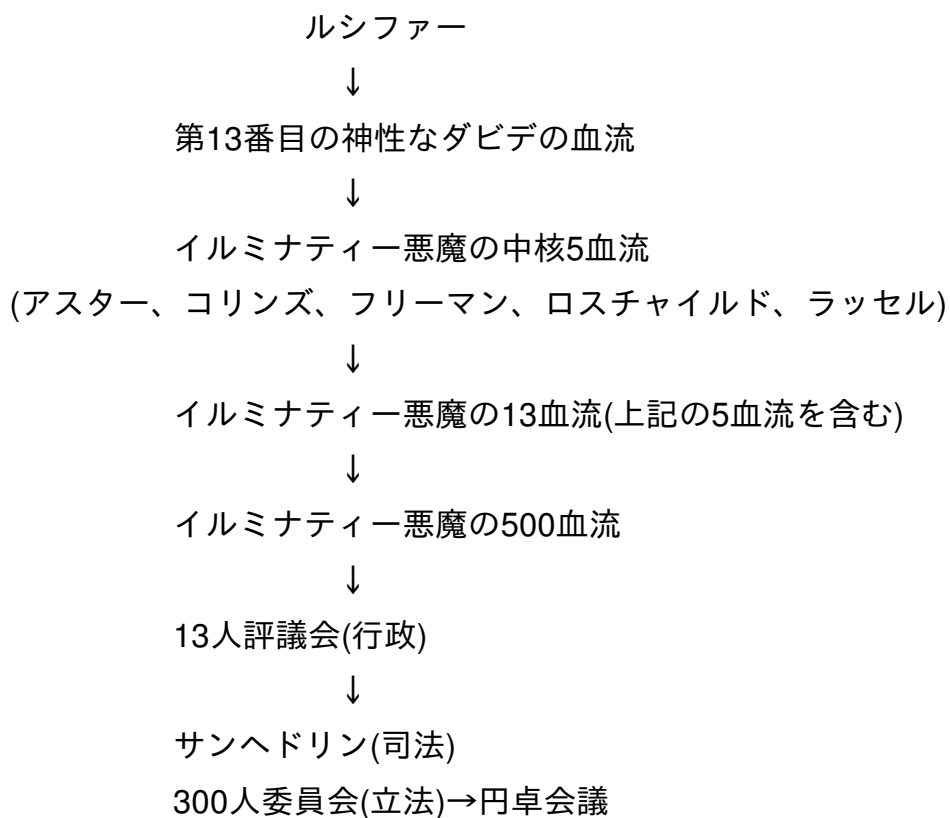 ルシファー
↓
第13番目の神性なダビデの血流
↓
イルミナティー悪魔の中核5血流
(アスター、コリンズ、フリーマン、ロスチャイルド、ラッセル)
↓
イルミナティー悪魔の13血流(上記の5血流を含む)
↓
イルミナティー悪魔の500血流
↓
13人評議会(行政)
↓
サンヘドリン(司法)
300人委員会(立法)→円卓会議